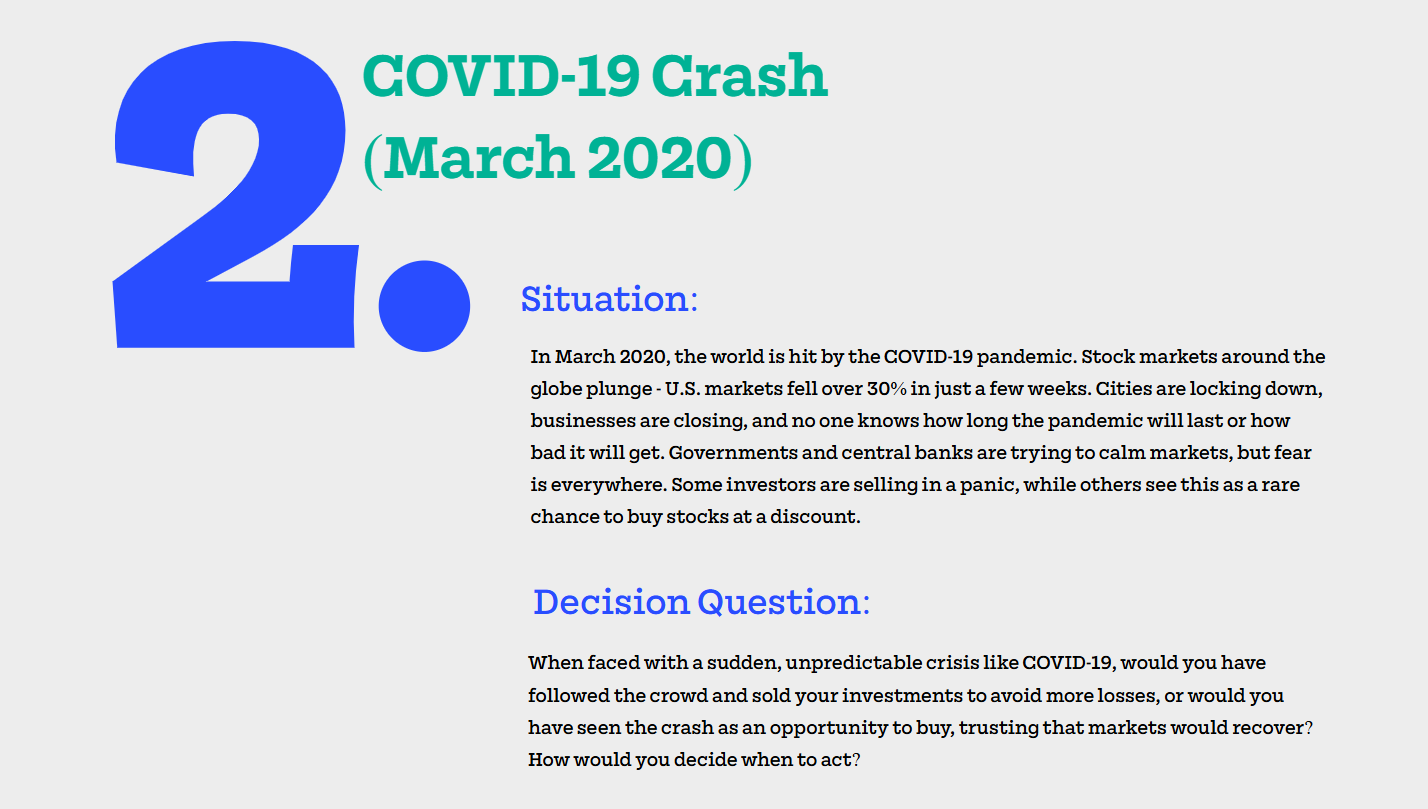 2.
COVID-19 Crash
(March 2020)
Situation:
In March 2020, the world is hit by the COVID-19 pandemic. Stock markets around the
globe plunge - U.S. markets fell over 30% in just a few weeks. Cities are locking down,
businesses are closing, and no one knows how long the pandemic will last or how
bad it will get. Governments and central banks are trying to calm markets, but fear
is everywhere. Some investors are selling in a panic, while others see this as a rare
chance to buy stocks at a discount.
Decision Question:
When faced with a sudden, unpredictable crisis like COVID-19, would you have
followed the crowd and sold your investments to avoid more losses, or would you
have seen the crash as an opportunity to buy, trusting that markets would recover?
How would you decide when to act?